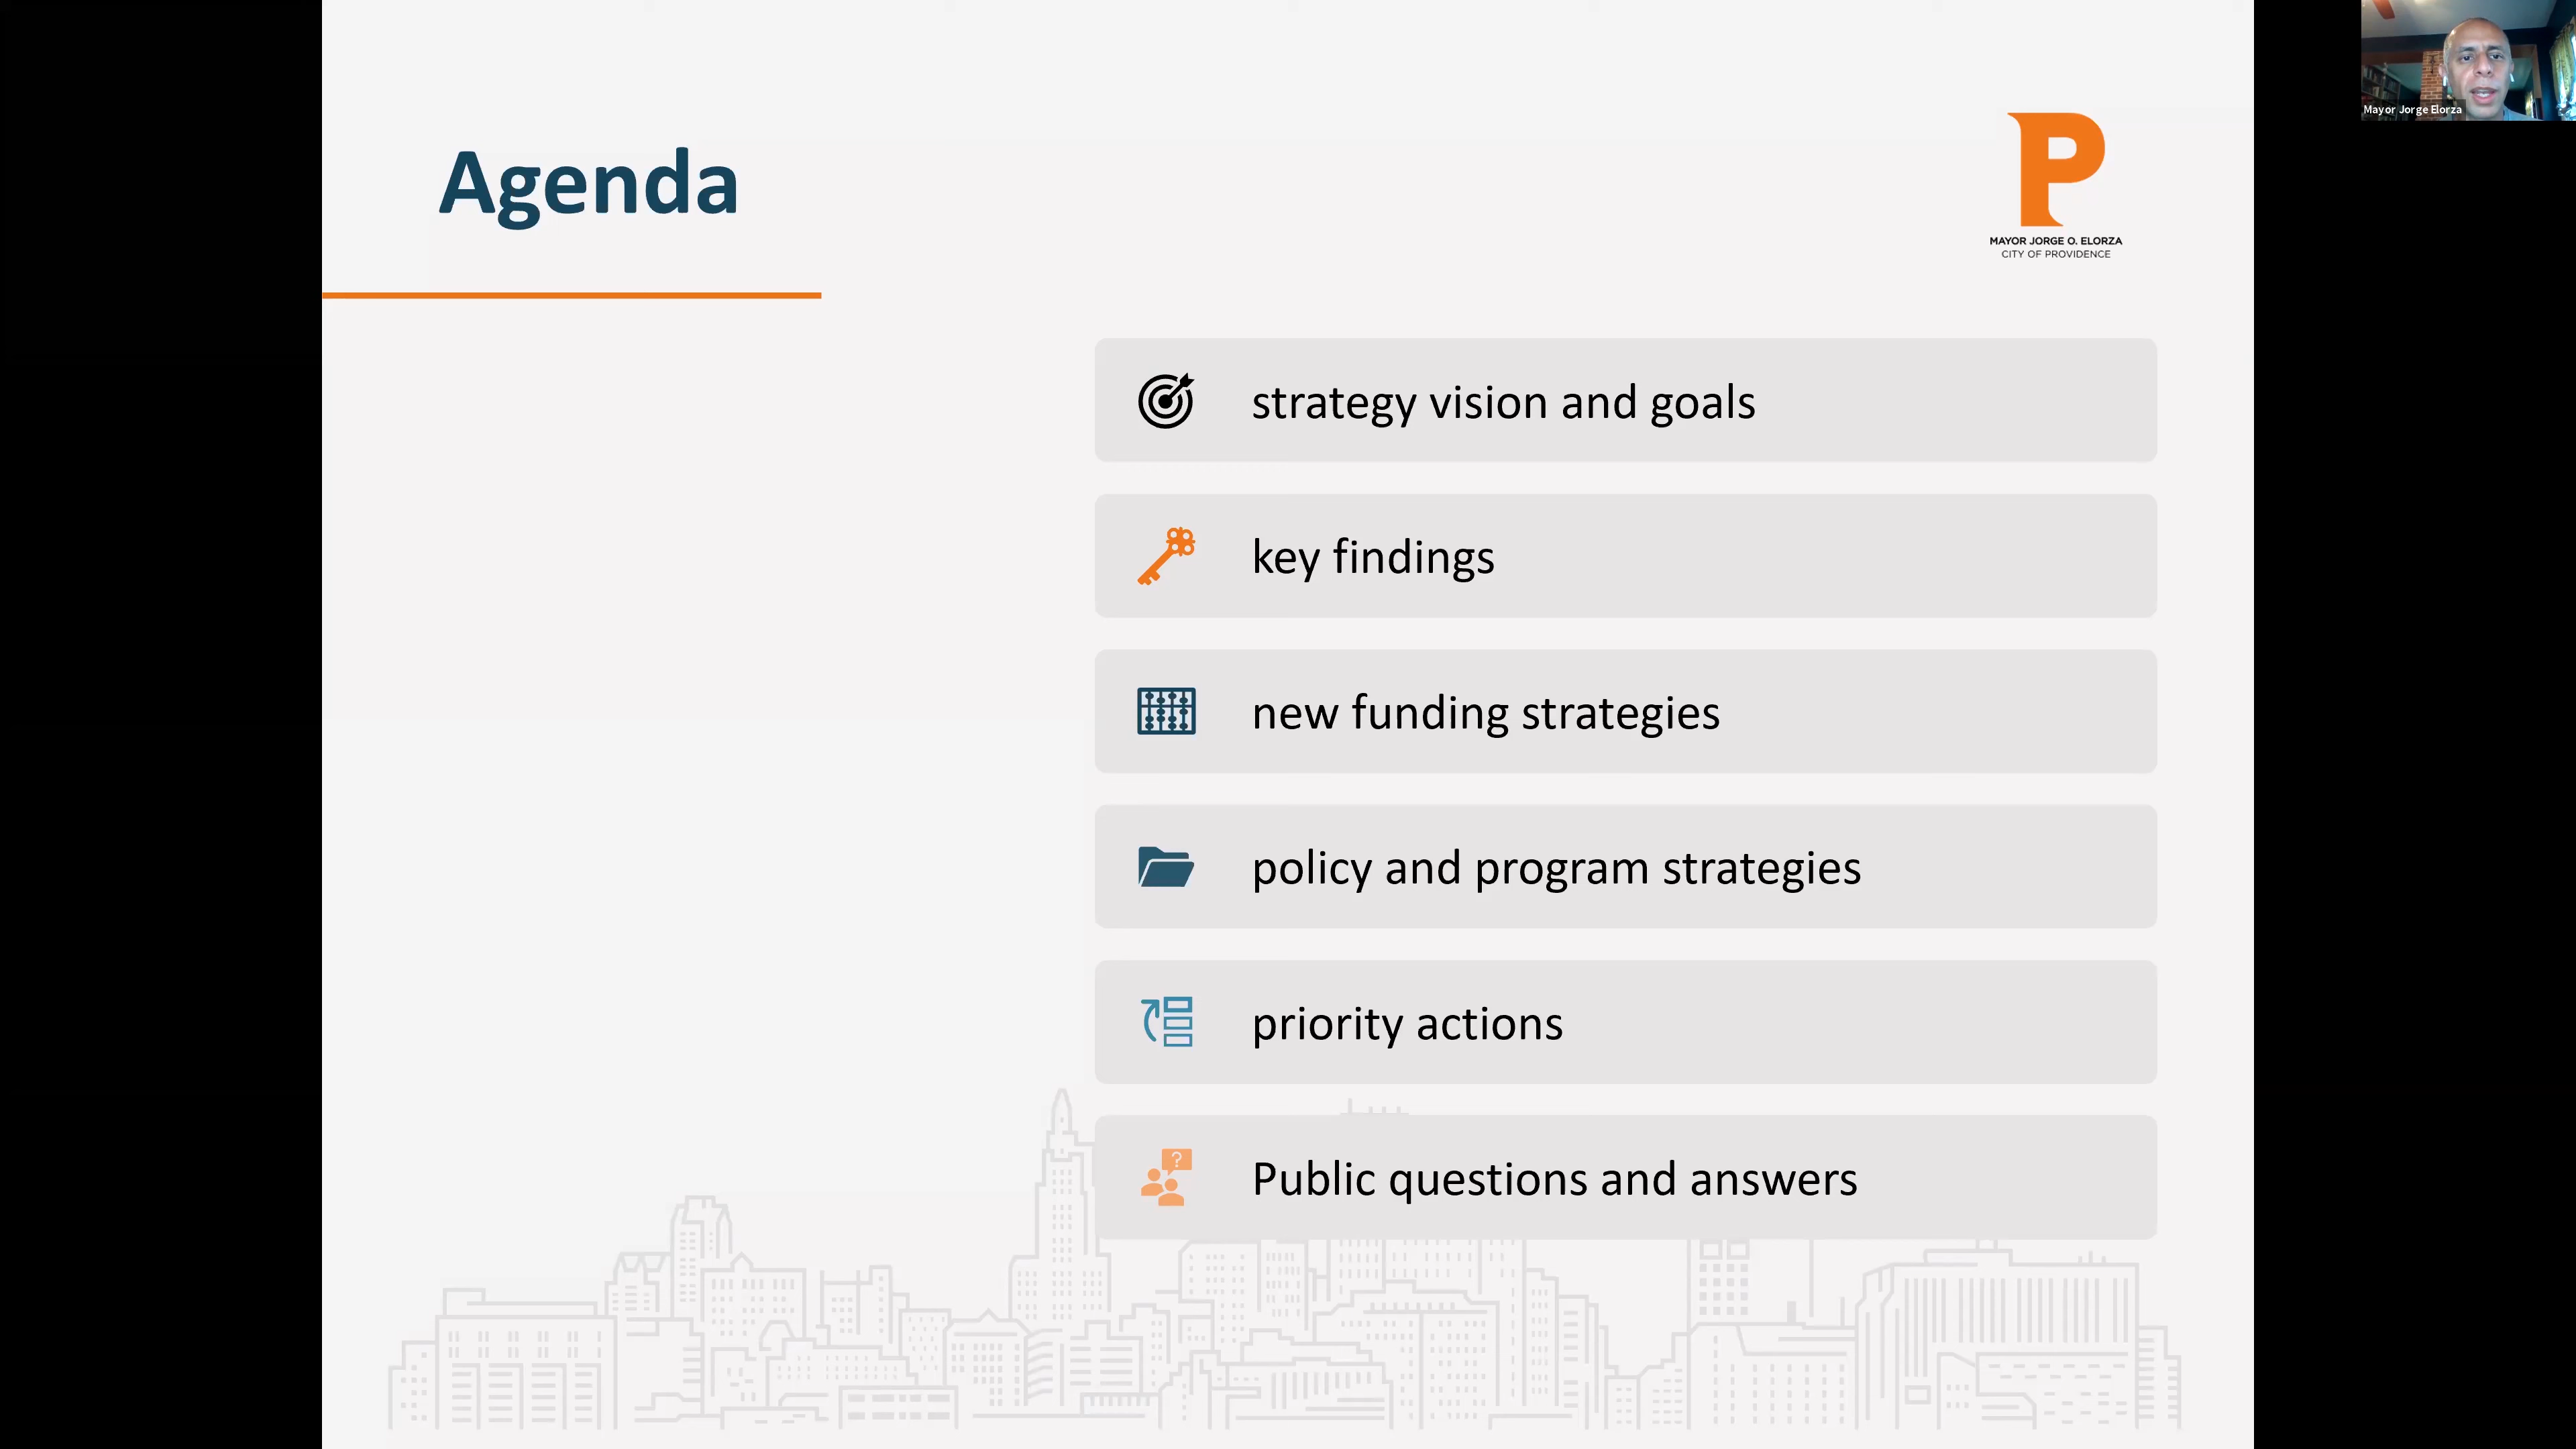 Agenda
P
MAYOR JORGE O. ELORZA
CITY OF PROVIDENCE
Mayor Jorge Elorza
strategy vision and goals
key findings
new funding strategies
policy and program strategies
priority actions
?
Public questions and answers